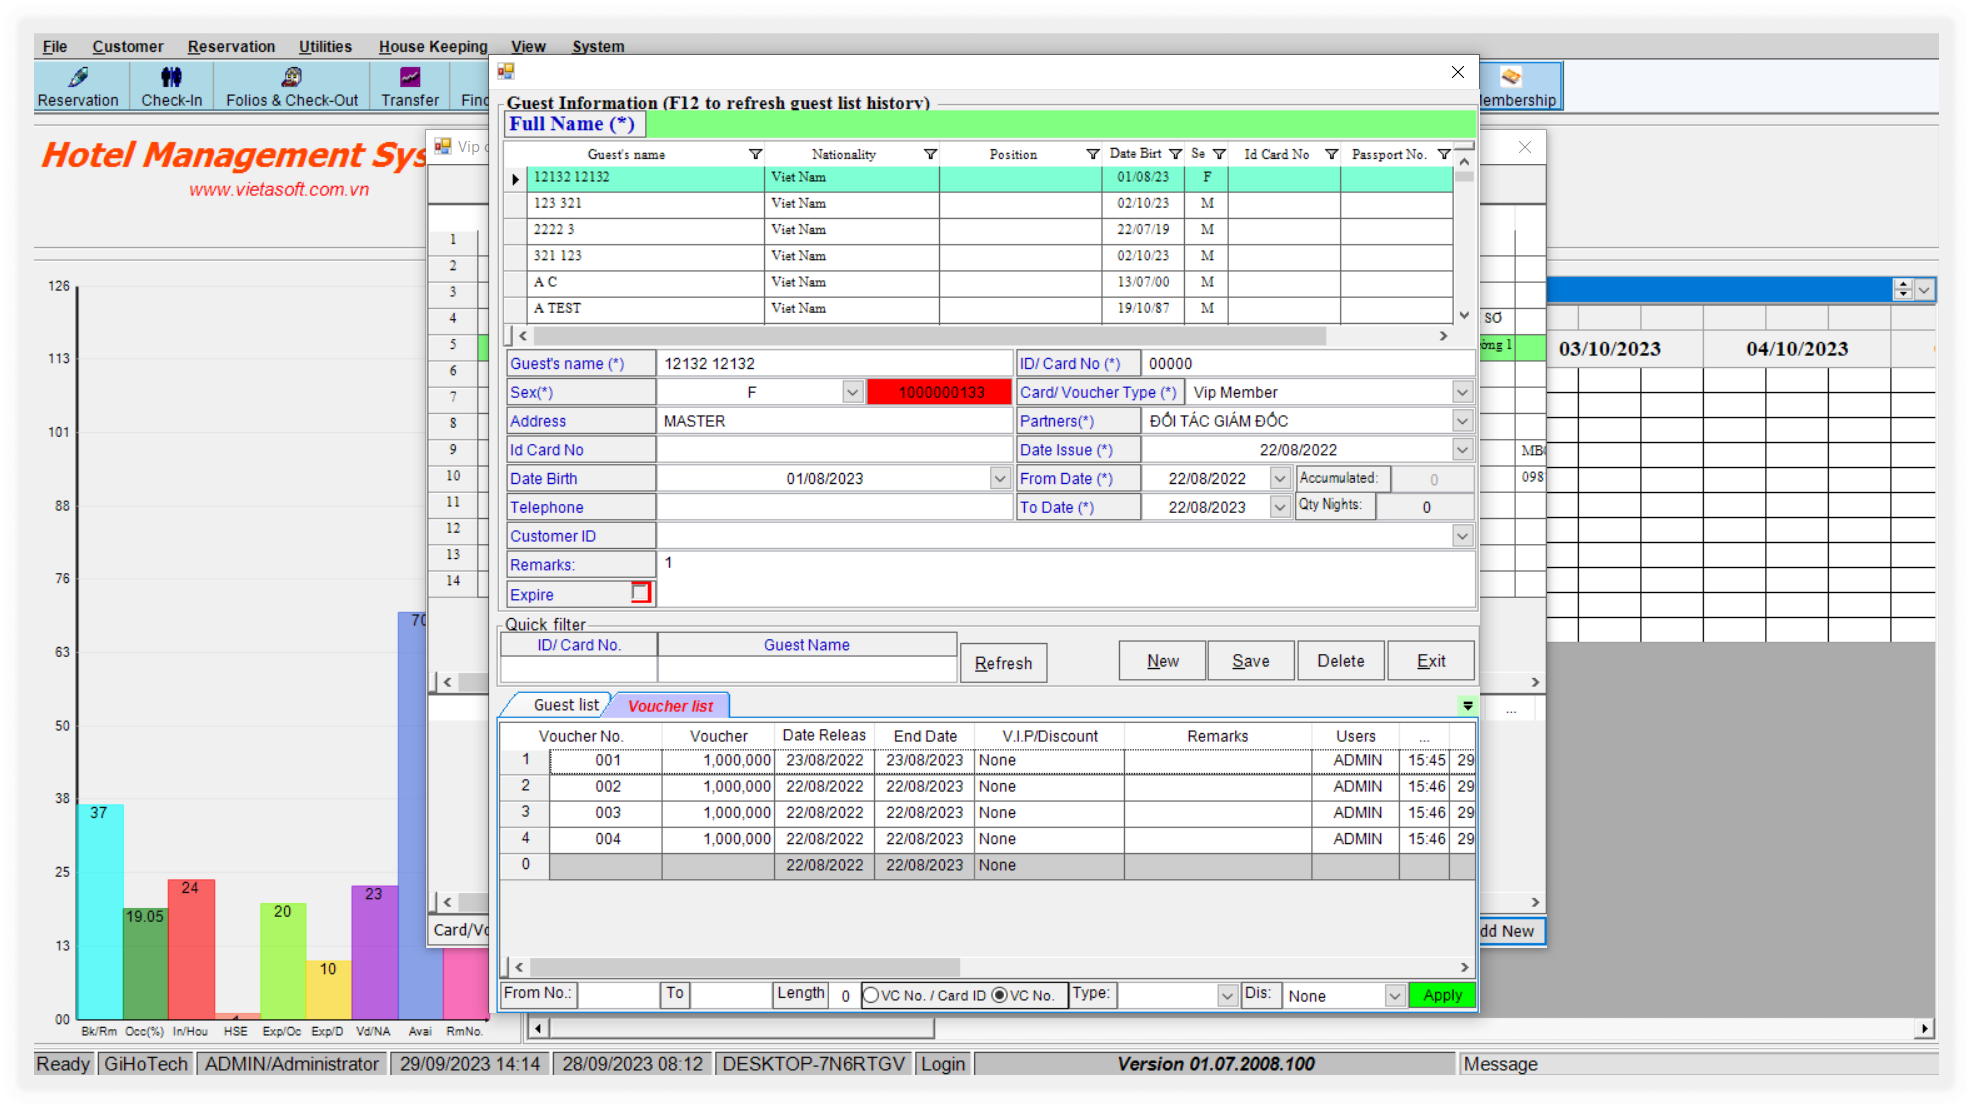 File Customer Reservation Utilities House Keeping View System
Reservation Check-In Folios & Check-Out Transfer
Hotel Management
www.vietasoft.com.vn
Vip
Guest Information (F12 to refresh guest list history)
Full Name (*)
Guest's name Nationality Position Date Birt Se Id Card No Passport No.
12132 12132 Viet Nam 01/08/23 F
123 321 Viet Nam 02/10/23 M
2222 3 Viet Nam 22/07/19 M
321 123 Viet Nam 02/10/23 M
A C Viet Nam 13/07/00 M
A TEST Viet Nam 19/10/87 M
Guest's name (*) 12132 12132 ID/ Card No (*) 00000
Sex(*) F 1000000133 Card/ Voucher Type (*) Vip Member
Address MASTER Partners(*) ĐỐI TÁC GIÁM ĐỐC
Id Card No Date Issue (*) 22/08/2022
Date Birth 01/08/2023 From Date (*) 22/08/2022 Accumulated: 0
Telephone To Date (*) 22/08/2023 Qty Nights: 0
Customer ID
Remarks: 1
Expire
Quick filter
ID/ Card No. Guest Name
Refresh New Save Delete Exit
Guest list Voucher list
Voucher No. Voucher Date Releas End Date V.I.P/Discount Remarks Users ...
1 001 1,000,000 23/08/2022 23/08/2023 None ADMIN 15:45 29
2 002 1,000,000 22/08/2022 22/08/2023 None ADMIN 15:46 29
3 003 1,000,000 22/08/2022 22/08/2023 None ADMIN 15:46 29
4 004 1,000,000 22/08/2022 22/08/2023 None ADMIN 15:46 29
0 22/08/2022 22/08/2023 None
From No.: To Length 0 VC No. / Card ID VC No. Type: Dis: None Apply
1
2
3
4
5
6
7
8
9
10
11
12
13
14
SƠ
03/10/2023 04/10/2023
098
...
New
126
113
101
88
76
63
50
38
25
13
00
37
19.05
24
20
10
23
Bk/Rm Occ(%) In/Hou HSE Exp/Oc Exp/D Vd/NA Avai RmNo.
Ready GiHoTech ADMIN/Administrator 29/09/2023 14:14 28/09/2023 08:12 DESKTOP-7N6RTGV Login Version 01.07.2008.100 Message